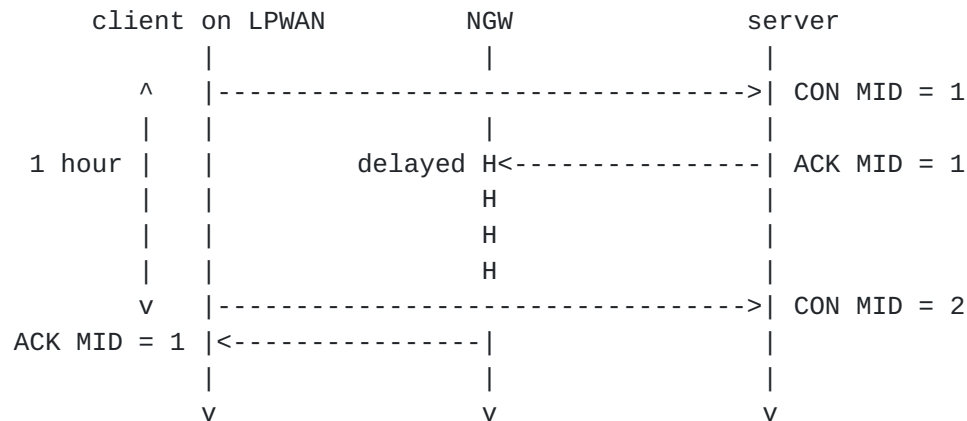 client on LPWAN NGW server
CON MID = 1
1 hour delayed H ACK MID = 1
H
H
H
CON MID = 2
ACK MID = 1